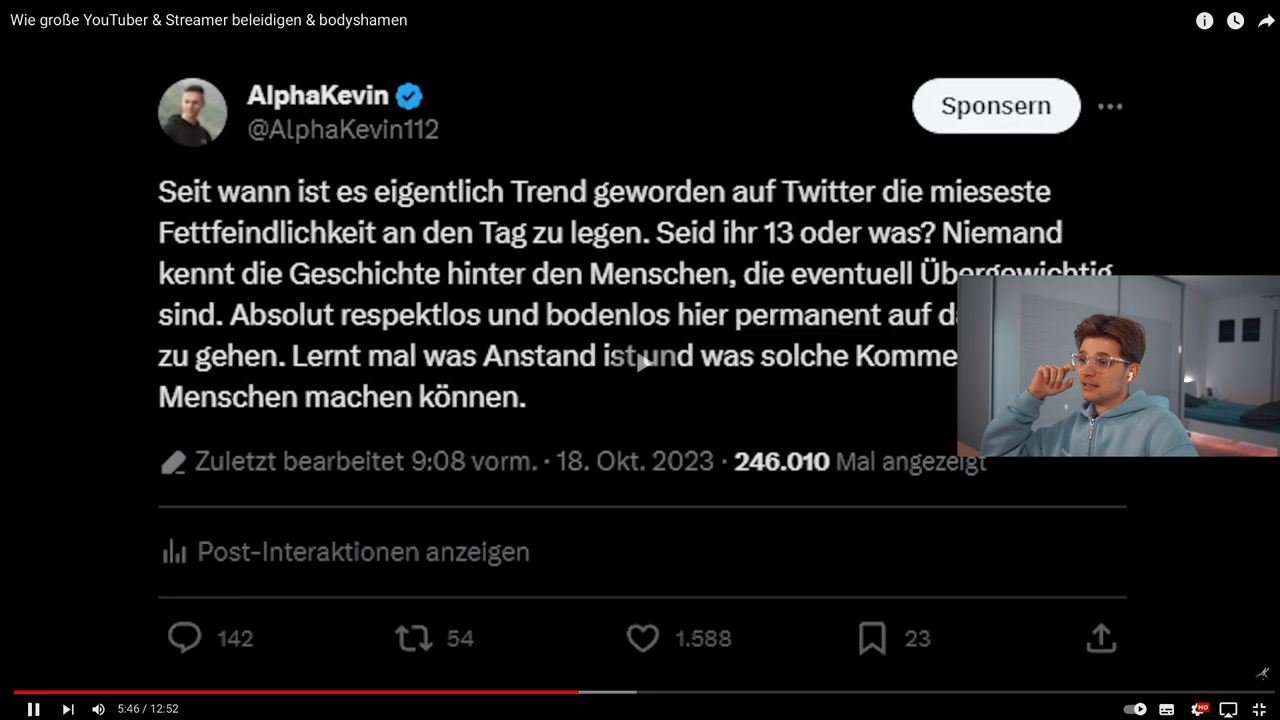 Wie große YouTuber & Streamer beleidigen & bodyshamen
AlphaKevin
@AlphaKevin112
Sponsern
Seit wann ist es eigentlich Trend geworden auf Twitter die mieseste
Fettfeindlichkeit an den Tag zu legen. Seid ihr 13 oder was? Niemand
kennt die Geschichte hinter den Menschen, die eventuell Übergewichtig
sind. Absolut respektlos und bodenlos hier permanent auf
zu gehen. Lernt mal was Anstand ist und was solche
Menschen machen können.
Zuletzt bearbeitet 9:08 vorm. · 18. Okt. 2023 · 246.010 Mal angezeigt
Post-Interaktionen anzeigen
142 54 1.588 23
5:46 / 12:52
HD